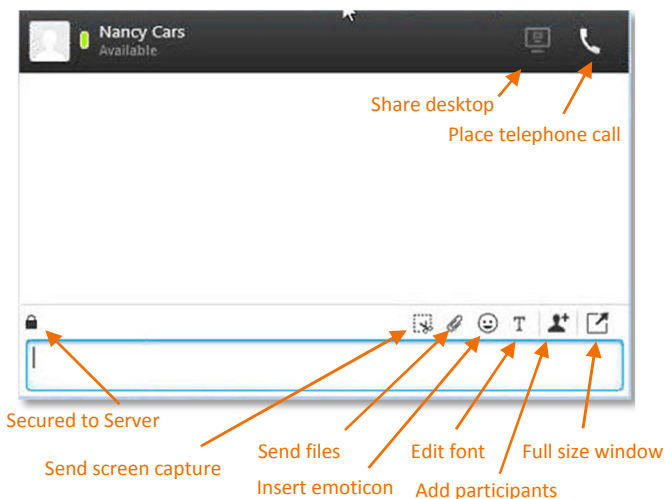 Nancy Cars
Available
Share desktop
Place telephone call
T
Secured to Server
Send files
Edit font
Full size window
Send screen capture
Insert emoticon
Add participants